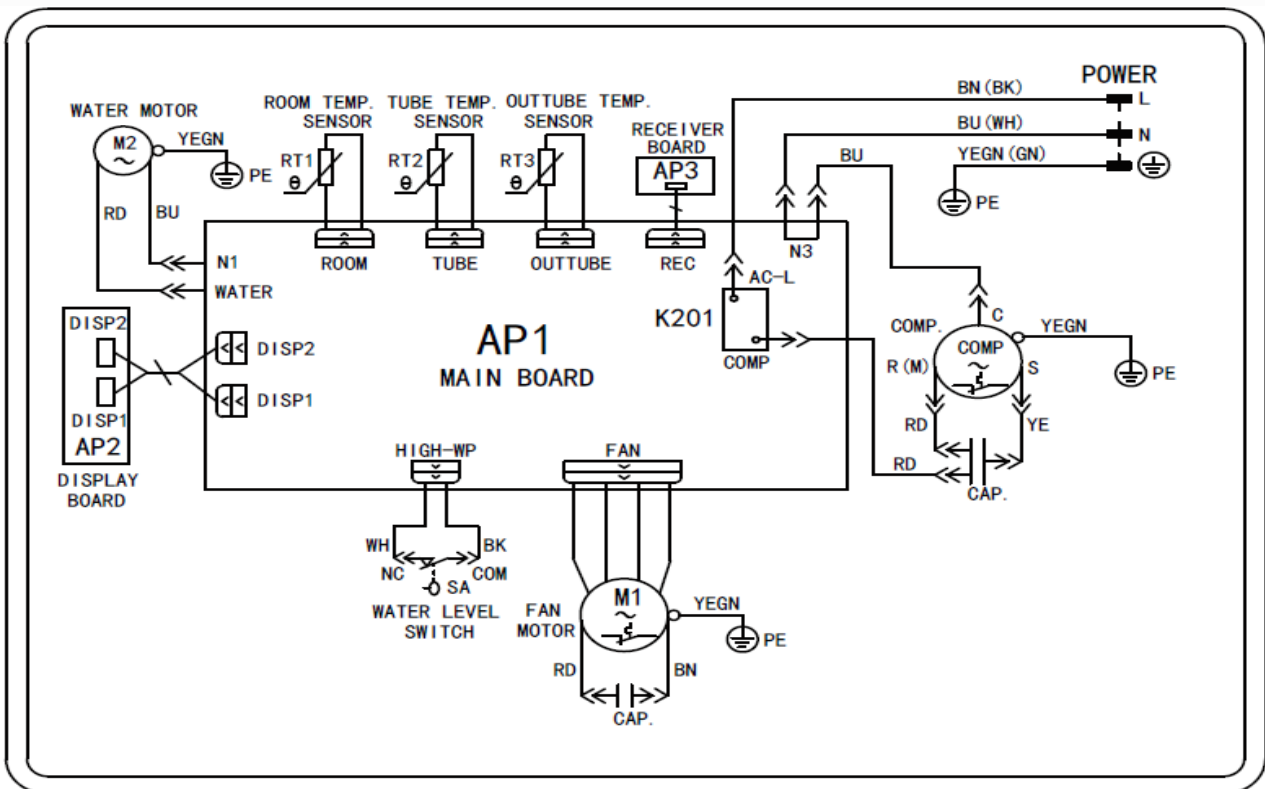 POWER
BN(BK)
L
ROOM TEMP.
SENSOR
TUBE TEMP.
SENSOR
OUTTUBE TEMP.
SENSOR
WATER MOTOR
M2
YEGN
PE
RECEIVER
BOARD
AP3
BU(WH)
N
BU
YEGN(GN)
PE
RT1
θ
RT2
θ
RT3
θ
RD
BU
N1
WATER
ROOM
TUBE
OUTTUBE
REC
N3
AC-L
K201
COMP
DISP2
DISP1
AP2
DISPLAY
BOARD
DISP2
DISP1
AP1
MAIN BOARD
COMP.
C
COMP
YEGN
PE
R(M)
S
RD
YE
RD
CAP.
HIGH-WP
FAN
WH
BK
NC
COM
SA
WATER LEVEL
SWITCH
FAN
MOTOR
M1
YEGN
PE
RD
BN
CAP.